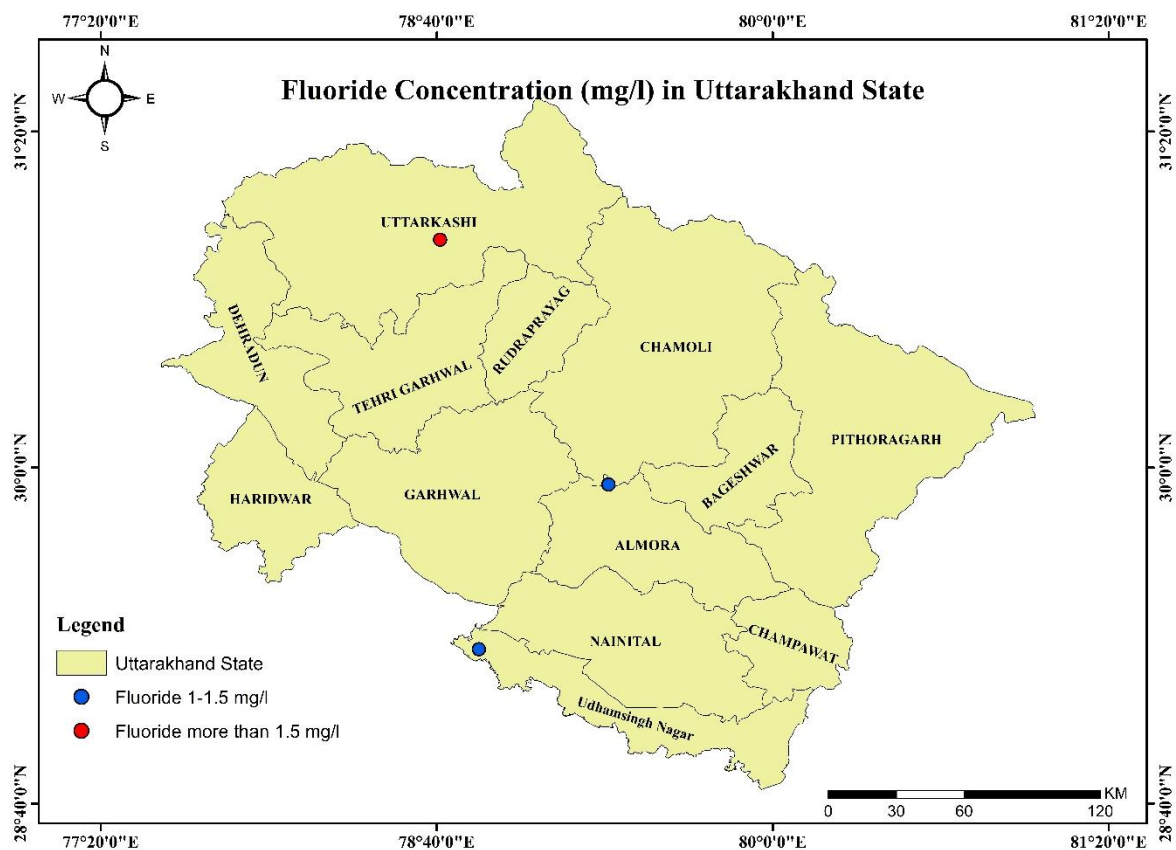 77°20'0"E 78°40'0"E 80°0'0"E 81°20'0"E
N
W E
S
Fluoride Concentration (mg/l) in Uttarakhand State
31°20'0"N 31°20'0"N
UTTARKASHI
DEHRADUN
RUDRAPRAYAG
CHAMOLI
TEHRI GARHWAL
PITHORAGARH
30°0'0"N 30°0'0"N
HARIDWAR
GARHWAL
BAGESHWAR
ALMORA
NAINITAL
CHAMPAWAT
Udhamsingh Nagar
Legend
Uttarakhand State
Fluoride 1-1.5 mg/l
Fluoride more than 1.5 mg/l
KM
0 30 60 120
28°40'0"N 28°40'0"N
77°20'0"E 78°40'0"E 80°0'0"E 81°20'0"E